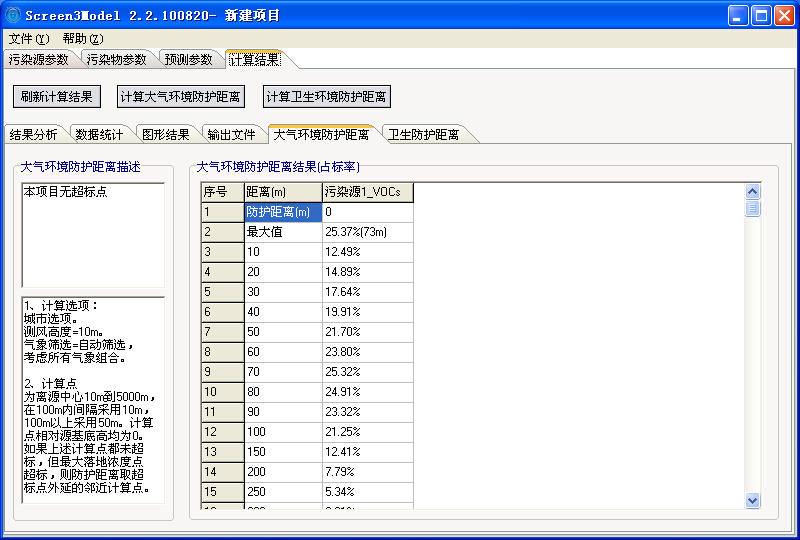 Screen3Model 2.2.100820- 新建项目
文件(Y) 帮助(Z)
污染源参数 污染物参数 预测参数 计算结果
刷新计算结果 计算大气环境防护距离 计算卫生环境防护距离
结果分析 数据统计 图形结果 输出文件 大气环境防护距离 卫生防护距离
大气环境防护距离描述
本项目无超标点
1、计算选项：
城市选项。
测风高度=10m。
气象筛选=自动筛选，
考虑所有气象组合。
2、计算点
为离源中心10m到5000m，
在100m内间隔采用10m，
100m以上采用50m。计算
点相对源基底高均为0。
如果上述计算点都未超
标，但最大落地浓度点
超标，则防护距离取超
标点外延的邻近计算点。
大气环境防护距离结果(占标率)
序号 距离(m) 污染源1_VOCs
1 防护距离(m) 0
2 最大值 25.37%(73m)
3 10 12.49%
4 20 14.89%
5 30 17.64%
6 40 19.91%
7 50 21.70%
8 60 23.80%
9 70 25.32%
10 80 24.91%
11 90 23.32%
12 100 21.25%
13 150 12.41%
14 200 7.79%
15 250 5.34%